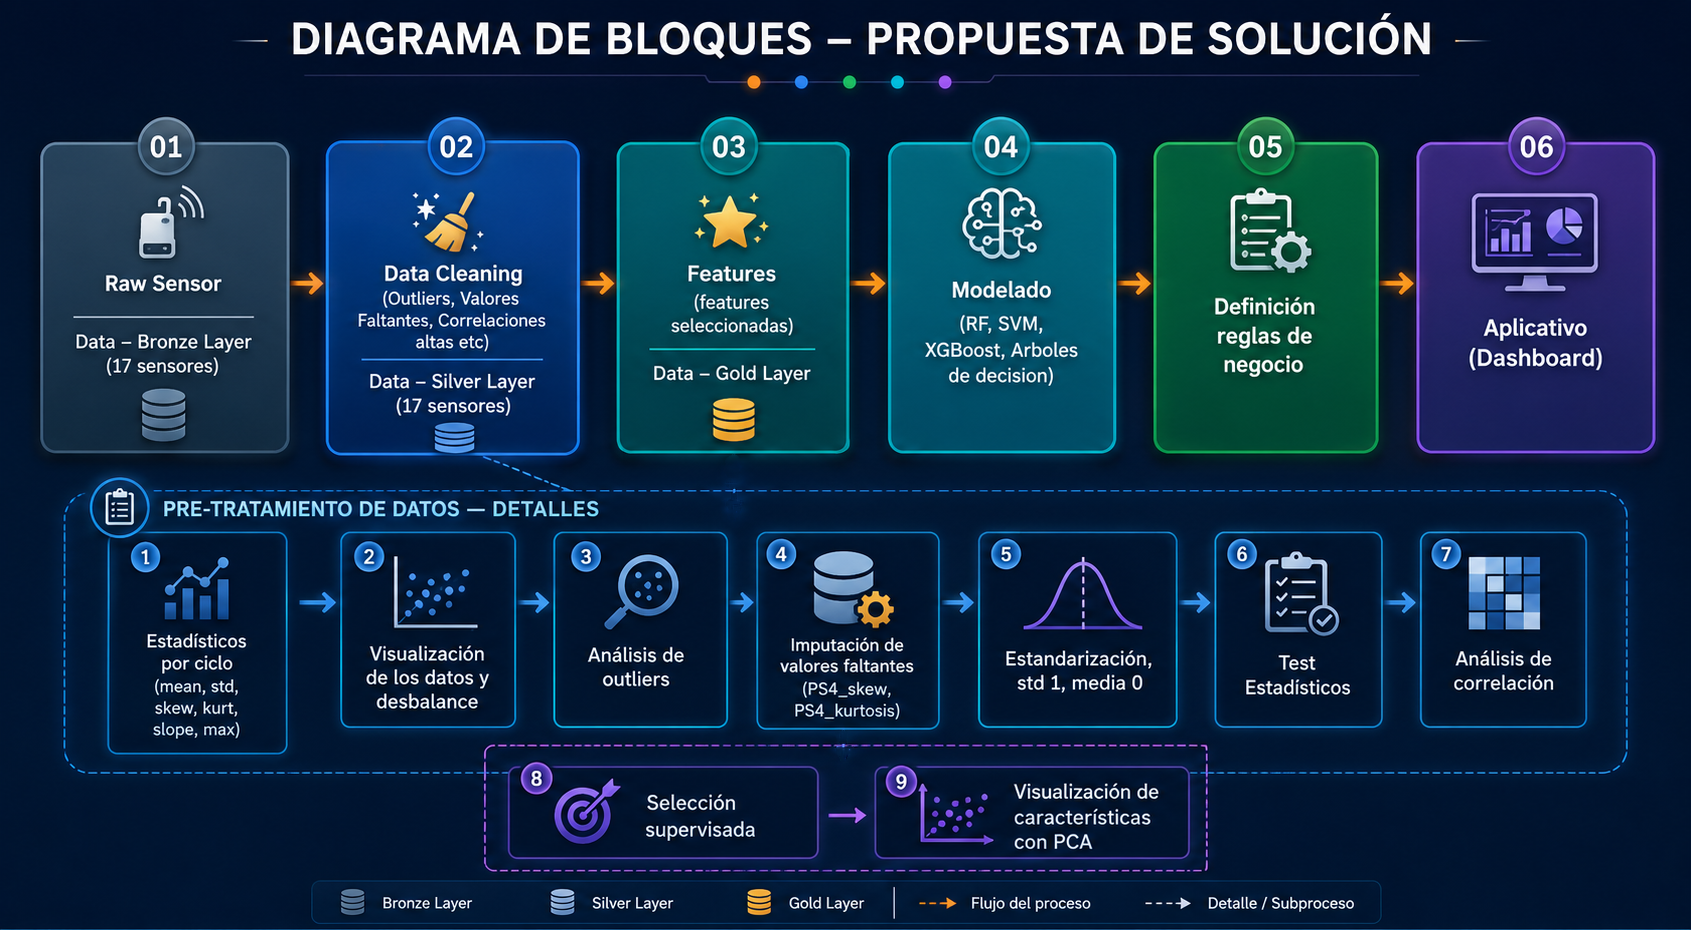 DIAGRAMA DE BLOQUES – PROPUESTA DE SOLUCIÓN
01
Raw Sensor
Data – Bronze Layer
(17 sensores)
02
Data Cleaning
(Outliers, Valores
Faltantes, Correlaciones
altas etc)
Data – Silver Layer
(17 sensores)
03
Features
(features
seleccionadas)
Data – Gold Layer
04
Modelado
(RF, SVM,
XGBoost, Arboles
de decision)
05
Definición
reglas de
negocio
06
Aplicativo
(Dashboard)
PRE-TRATAMIENTO DE DATOS — DETALLES
1
Estadísticos
por ciclo
(mean, std,
skew, kurt,
slope, max)
2
Visualización
de los datos y
desbalance
3
Análisis de
outliers
4
Imputación de
valores faltantes
(PS4_skew,
PS4_kurtosis)
5
Estandarización,
std 1, media 0
6
Test
Estadísticos
7
Análisis de
correlación
8
Selección
supervisada
9
Visualización de
características
con PCA
Bronze Layer
Silver Layer
Gold Layer
Flujo del proceso
Detalle / Subproceso